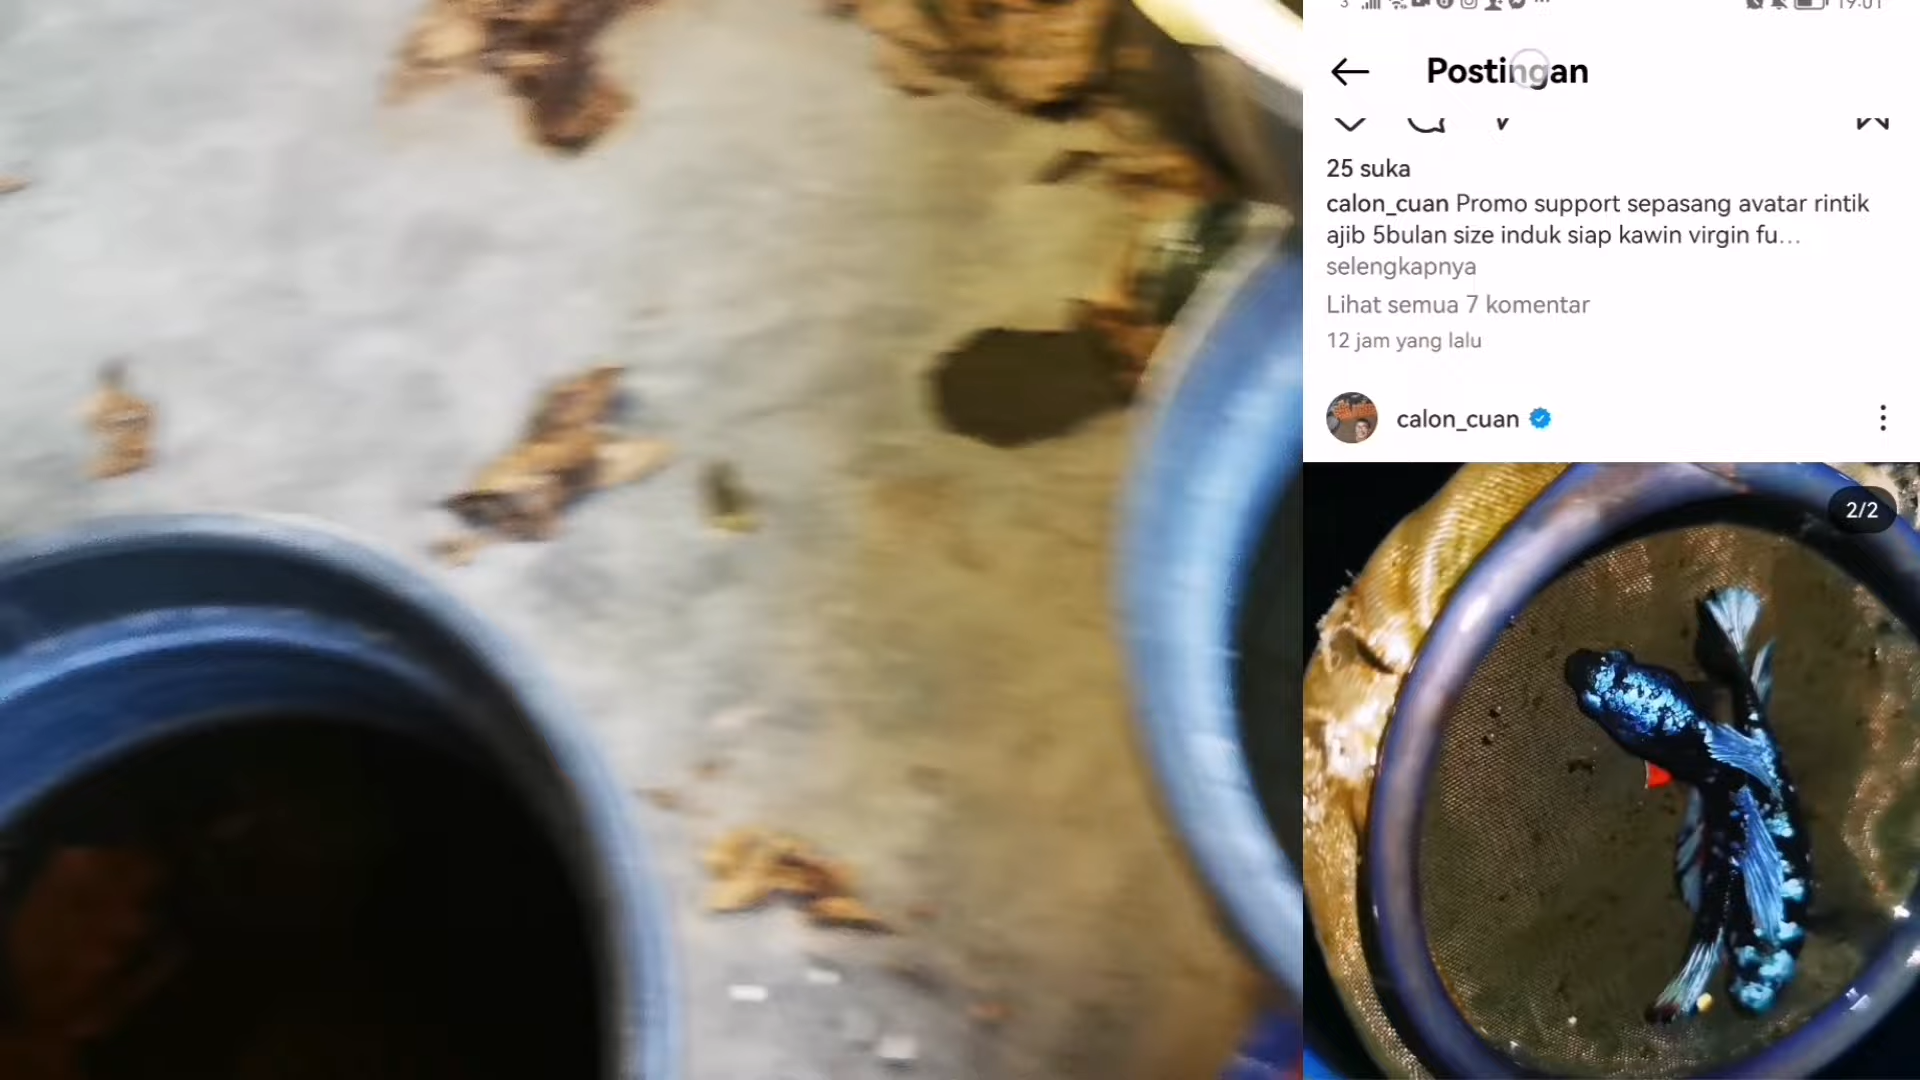 Postingan
25 suka
calon_cuan Promo support sepasang avatar rintik
ajib 5bulan size induk siap kawin virgin fu...
selengkapnya
Lihat semua 7 komentar
12 jam yang lalu
calon_cuan
2/2